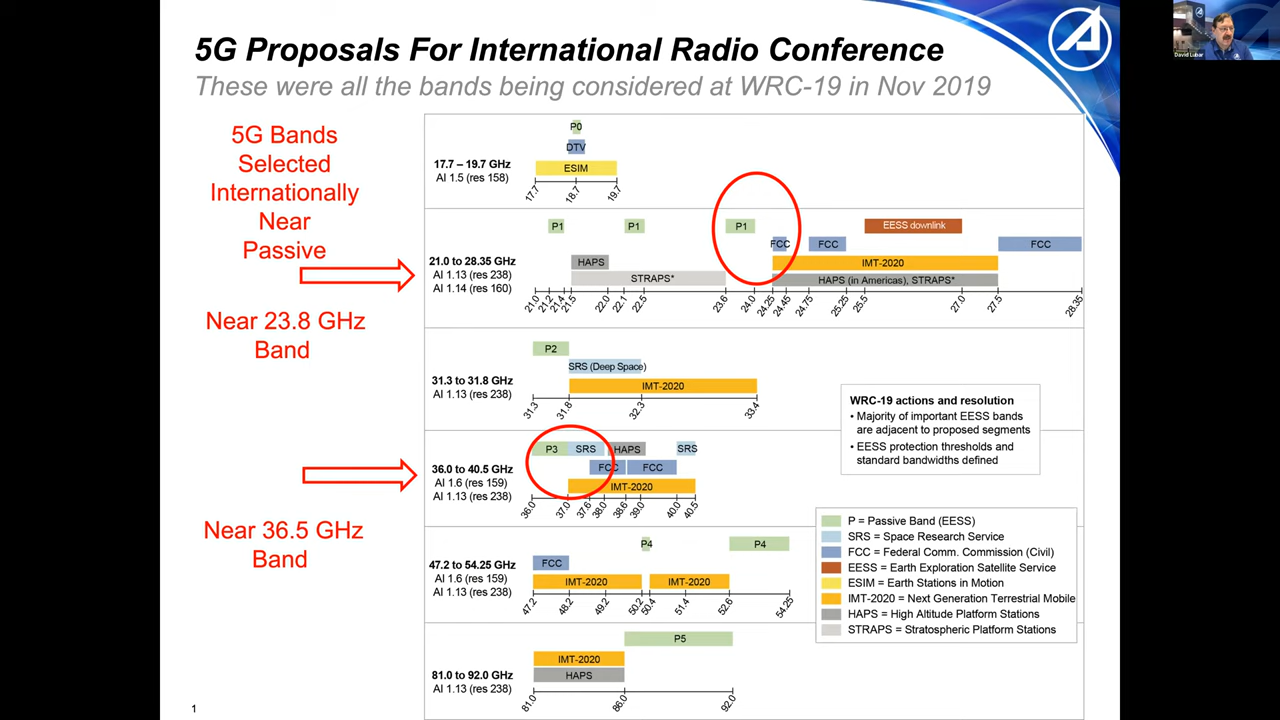 5G Proposals For International Radio Conference
These were all the bands being considered at WRC-19 in Nov 2019
David Lubar
5G Bands
Selected
Internationally
Near
Passive
Near 23.8 GHz
Band
Near 36.5 GHz
Band
P0
DTV
17.7 – 19.7 GHz
ESIM
AI 1.5 (res 158)
17.7 18.7 19.7
P1 P1 P1 EESS downlink
FCC FCC FCC
21.0 to 28.35 GHz
HAPS IMT-2020
AI 1.13 (res 238)
STRAPS* HAPS (in Americas), STRAPS*
AI 1.14 (res 160)
21.0 21.2 21.4 21.5 22.0 22.1 22.5 23.6 24.0 24.25 24.45 24.75 25.25 25.5 27.0 27.5 28.35
P2
SRS (Deep Space)
31.3 to 31.8 GHz
IMT-2020
AI 1.13 (res 238)
31.3 31.8 32.3 33.4
WRC-19 actions and resolution
• Majority of important EESS bands
are adjacent to proposed segments
• EESS protection thresholds and
standard bandwidths defined
P3 SRS HAPS SRS
36.0 to 40.5 GHz
FCC FCC
AI 1.6 (res 159)
IMT-2020
AI 1.13 (res 238)
36.0 37.0 37.6 38.0 38.6 39.0 40.0 40.5
P4 P4
47.2 to 54.25 GHz
FCC
AI 1.6 (res 159)
IMT-2020 IMT-2020
AI 1.13 (res 238)
47.2 48.2 49.2 50.2 50.4 51.4 52.6 54.25
P = Passive Band (EESS)
SRS = Space Research Service
FCC = Federal Comm. Commission (Civil)
EESS = Earth Exploration Satellite Service
ESIM = Earth Stations in Motion
IMT-2020 = Next Generation Terrestrial Mobile
HAPS = High Altitude Platform Stations
STRAPS = Stratospheric Platform Stations
P5
IMT-2020
81.0 to 92.0 GHz
HAPS
AI 1.13 (res 238)
81.0 86.0 92.0
1